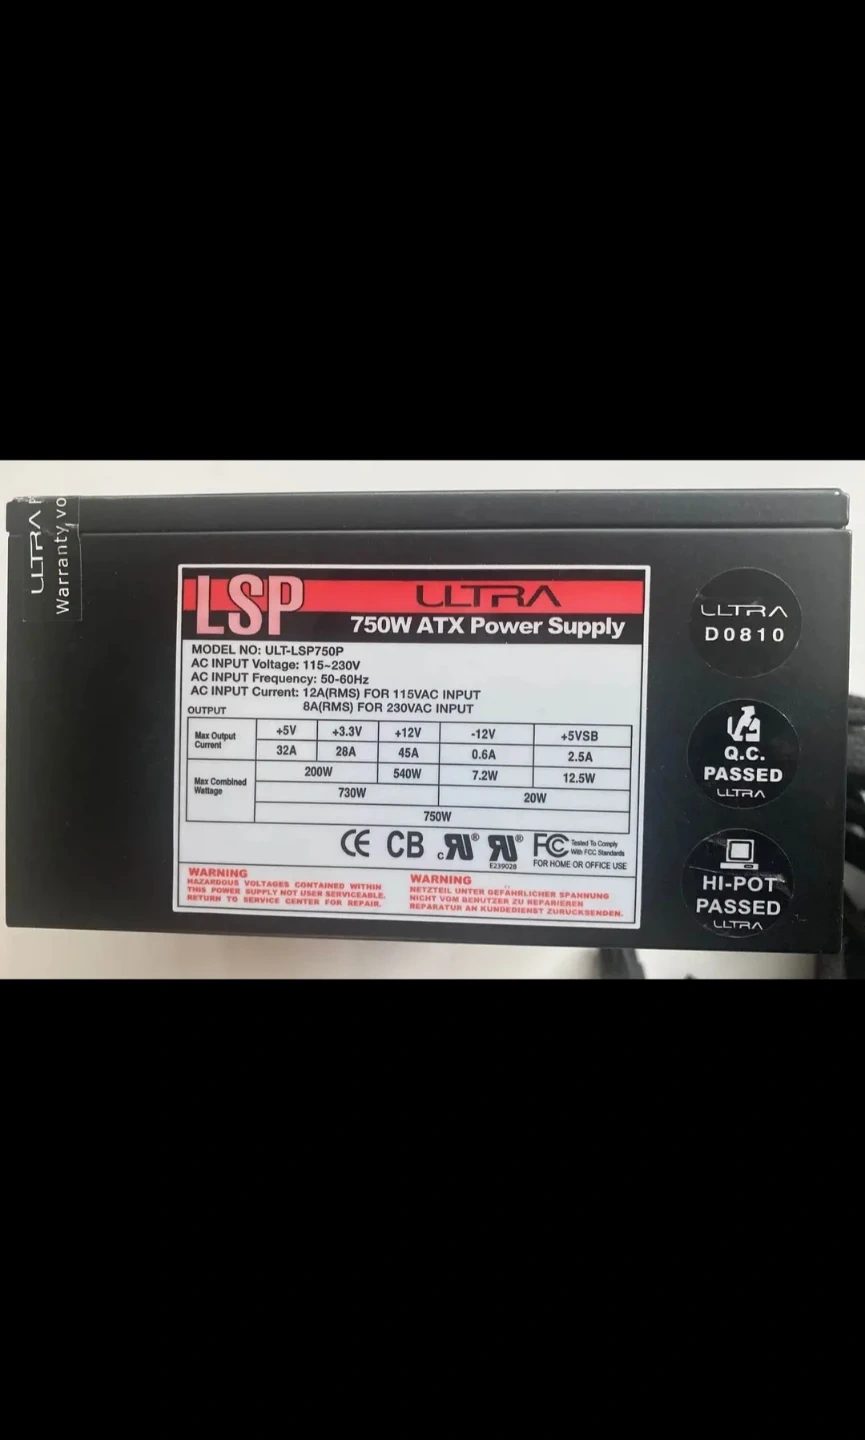 ULTRA
Warranty vo
LSP
ULTRA
750W ATX Power Supply
MODEL NO: ULT-LSP750P
AC INPUT Voltage: 115~230V
AC INPUT Frequency: 50-60Hz
AC INPUT Current: 12A(RMS) FOR 115VAC INPUT
8A(RMS) FOR 230VAC INPUT
OUTPUT
Max Output Current +5V +3.3V +12V -12V +5VSB
32A 28A 45A 0.6A 2.5A
Max Combined Wattage 200W 540W 7.2W 12.5W
730W 20W
750W
CE CB c RU® RU® FC Tested To Comply
With FCC Standards
E239028 FOR HOME OR OFFICE USE
WARNING
HAZARDOUS VOLTAGES CONTAINED WITHIN
THIS POWER SUPPLY NOT USER SERVICEABLE.
RETURN TO SERVICE CENTER FOR REPAIR.
WARNING
NETZTEIL UNTER GEFÄHRLICHER SPANNUNG
NICHT VOM BENUTZER ZU REPARIEREN
REPARATUR AN KUNDEDIENST ZURUCKSENDEN.
ULTRA
D0810
Q.C.
PASSED
ULTRA
HI-POT
PASSED
ULTRA